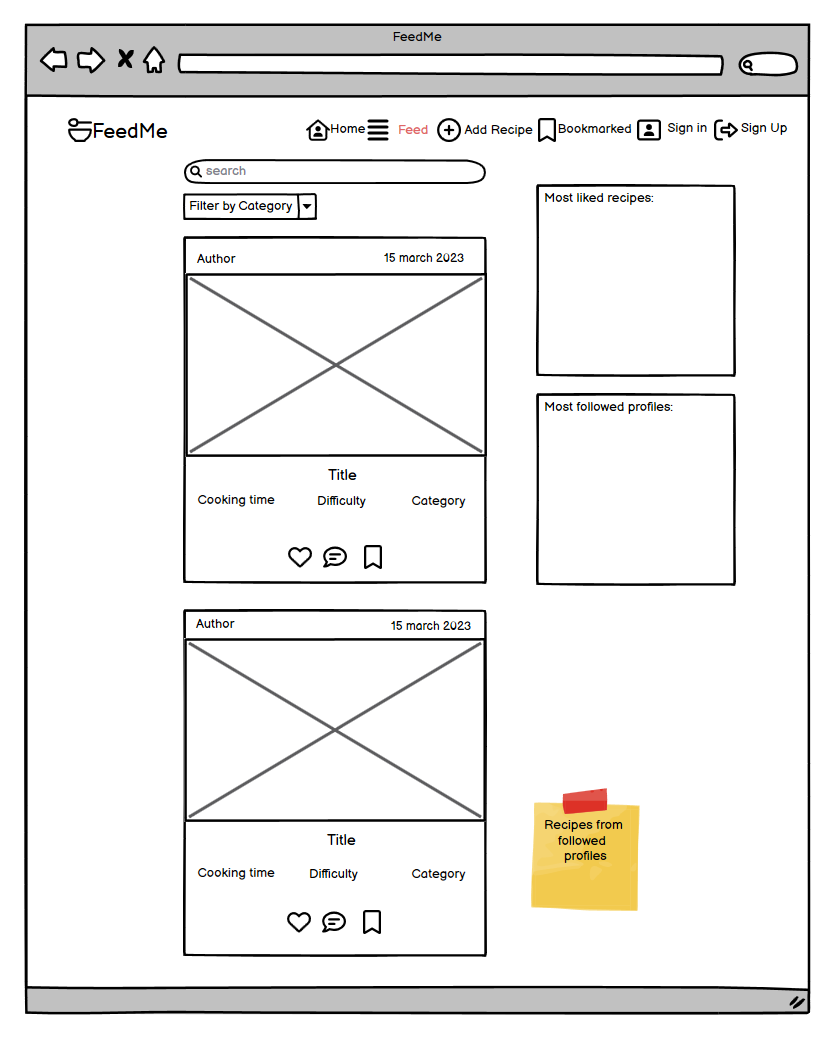 FeedMe
FeedMe Home Feed Add Recipe Bookmarked Sign in Sign Up
search
Filter by Category
Most liked recipes:
Author 15 march 2023
Title
Cooking time Difficulty Category
Most followed profiles:
Author 15 march 2023
Title
Cooking time Difficulty Category
Recipes from
followed
profiles